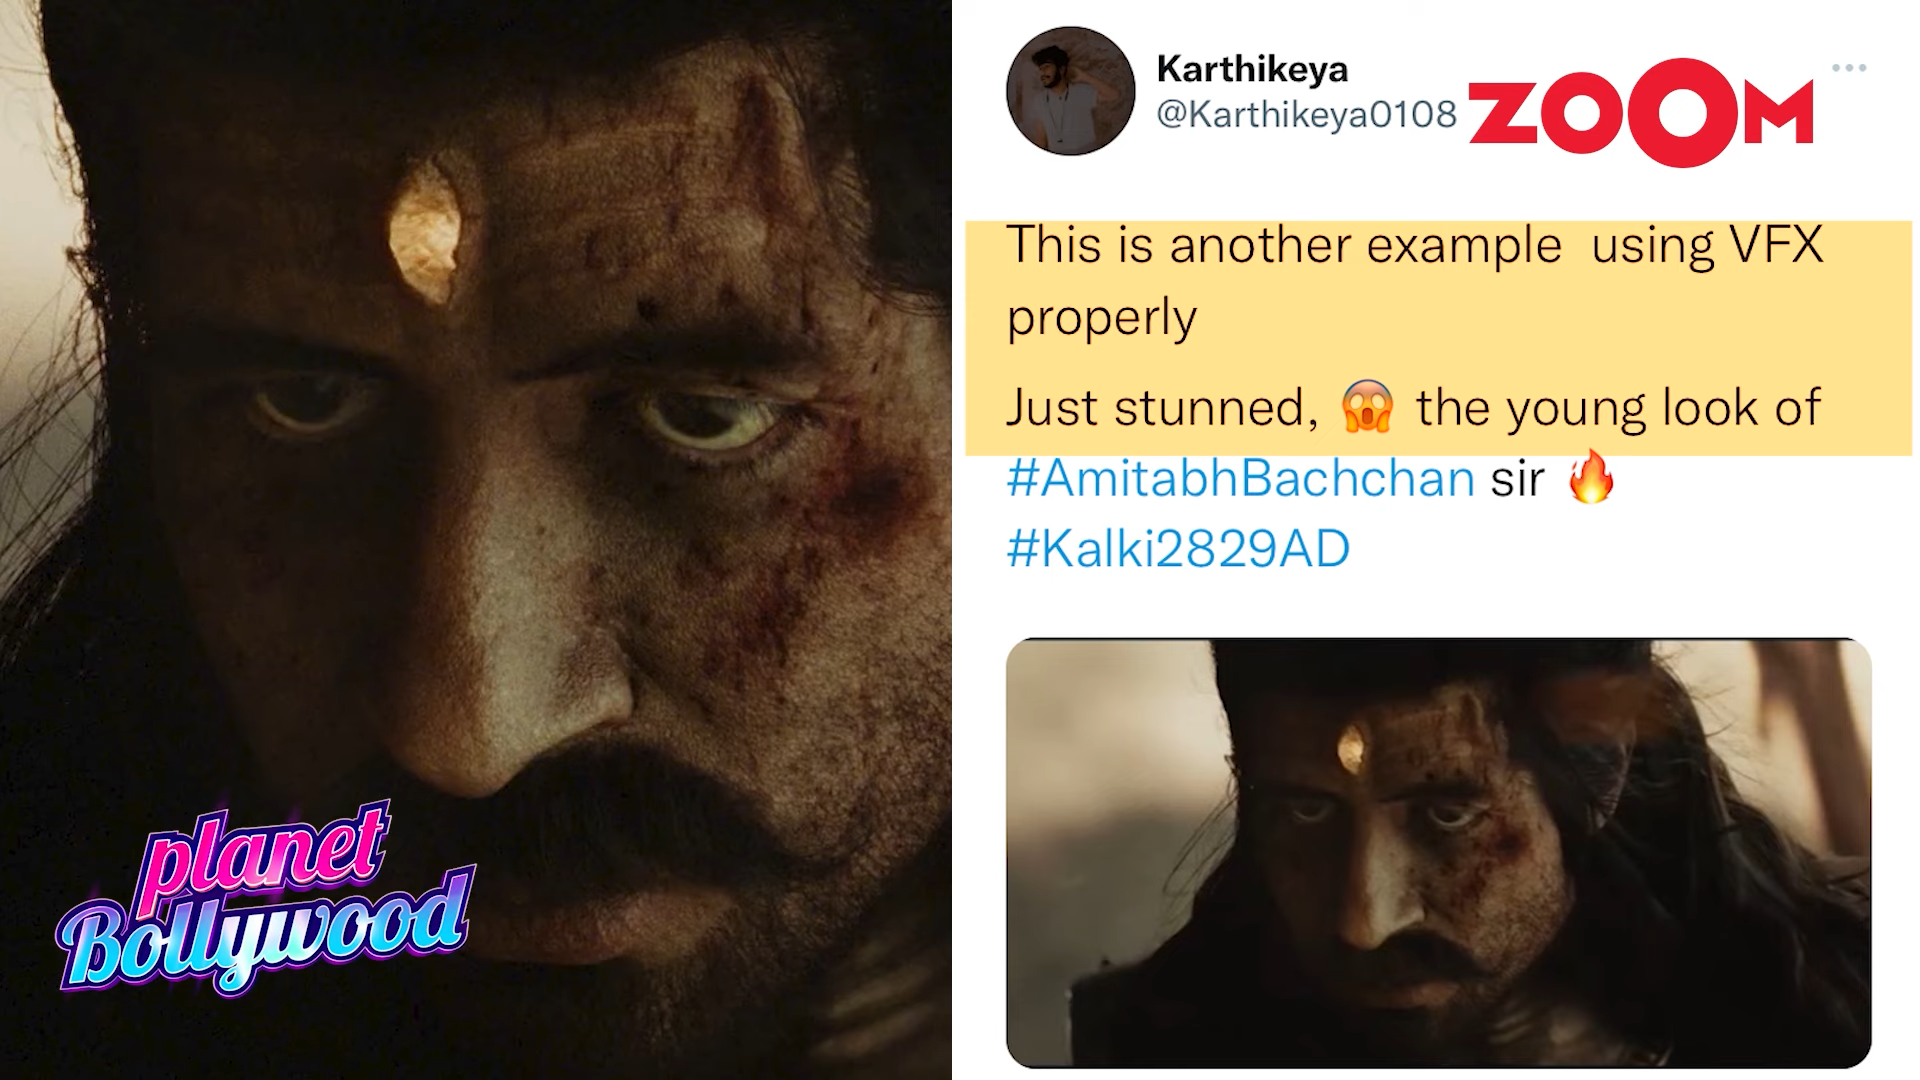 planet
Bollywood
Karthikeya
@Karthikeya0108
ZOOM
This is another example  using VFX
properly
Just stunned, 😱 the young look of
#AmitabhBachchan sir 🔥
#Kalki2829AD